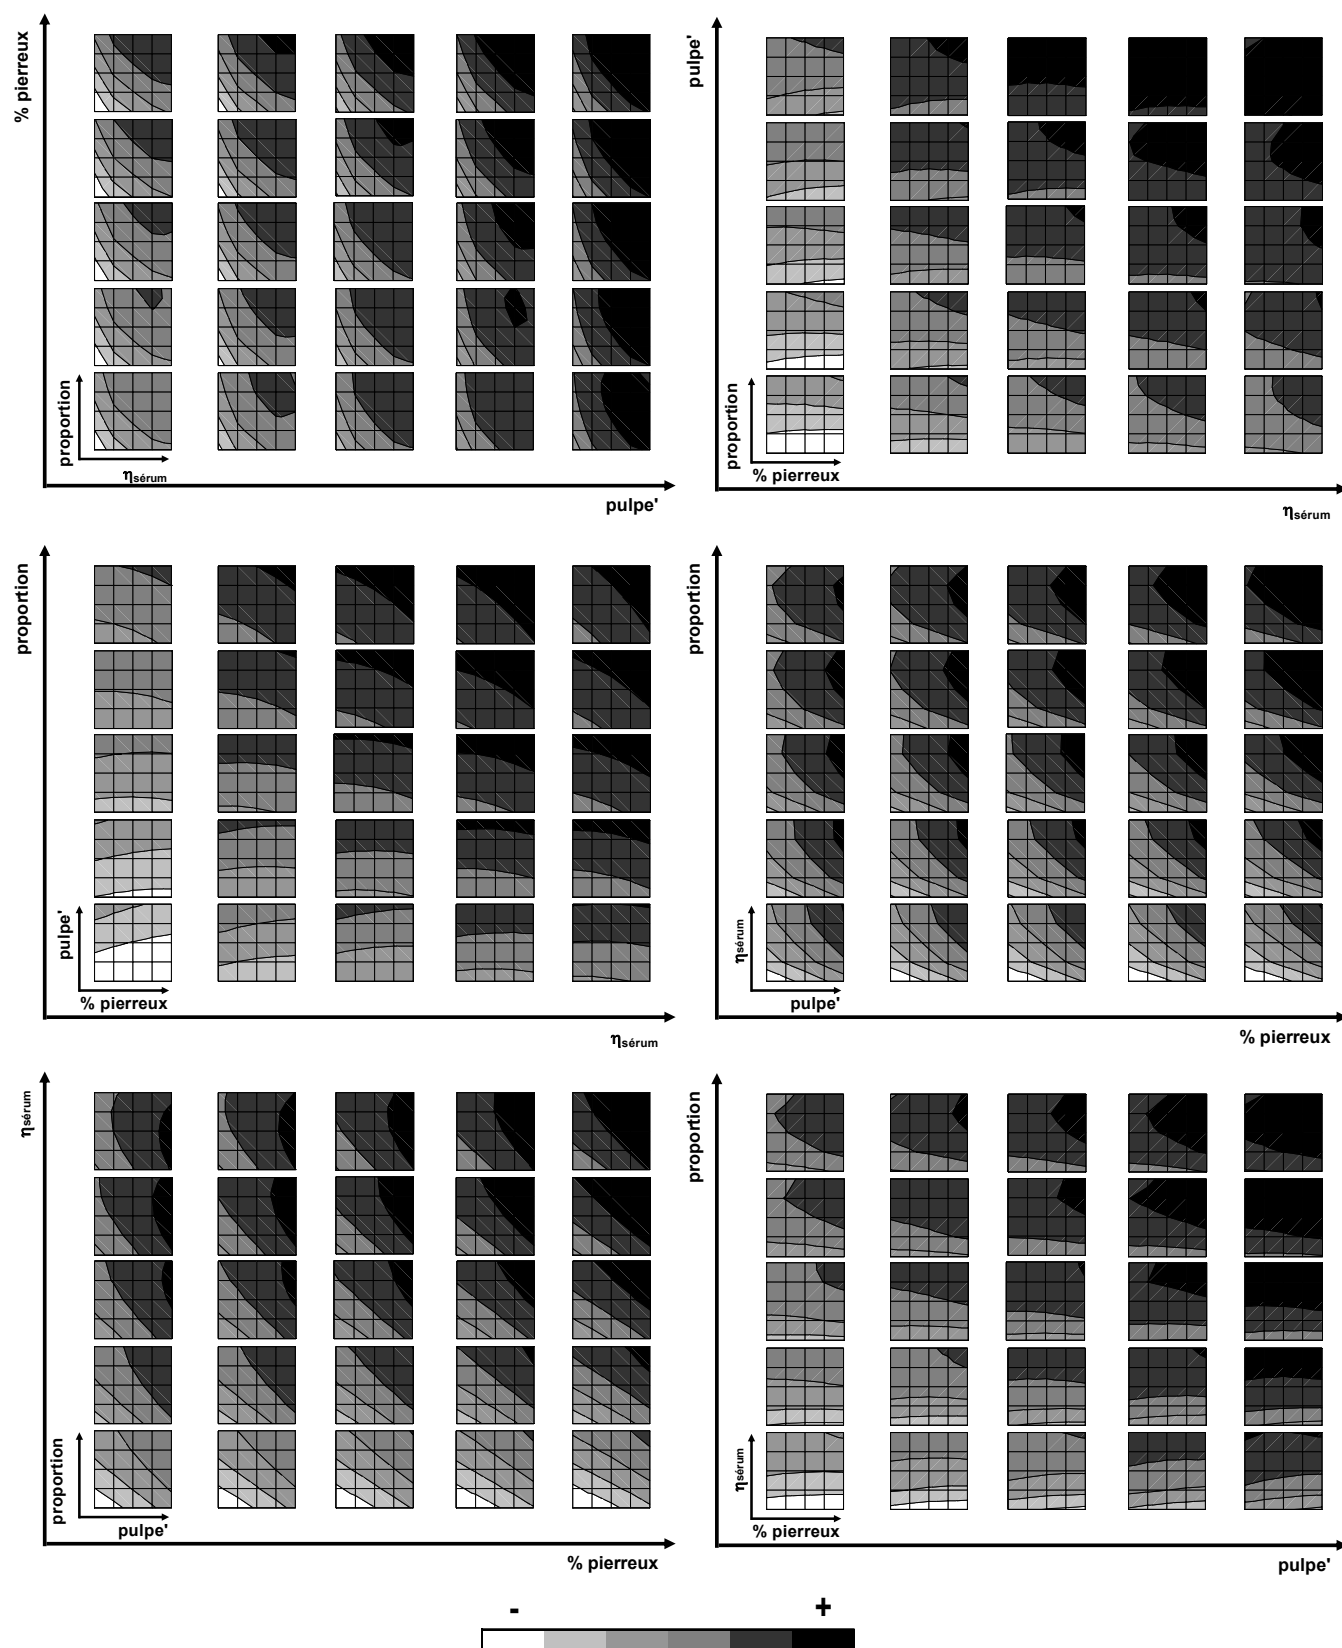 % pierreux
proportion
ηsérum
pulpe'
pulpe'
proportion
% pierreux
ηsérum
proportion
pulpe'
% pierreux
ηsérum
proportion
ηsérum
pulpe'
% pierreux
ηsérum
proportion
pulpe'
% pierreux
proportion
ηsérum
% pierreux
pulpe'
- +